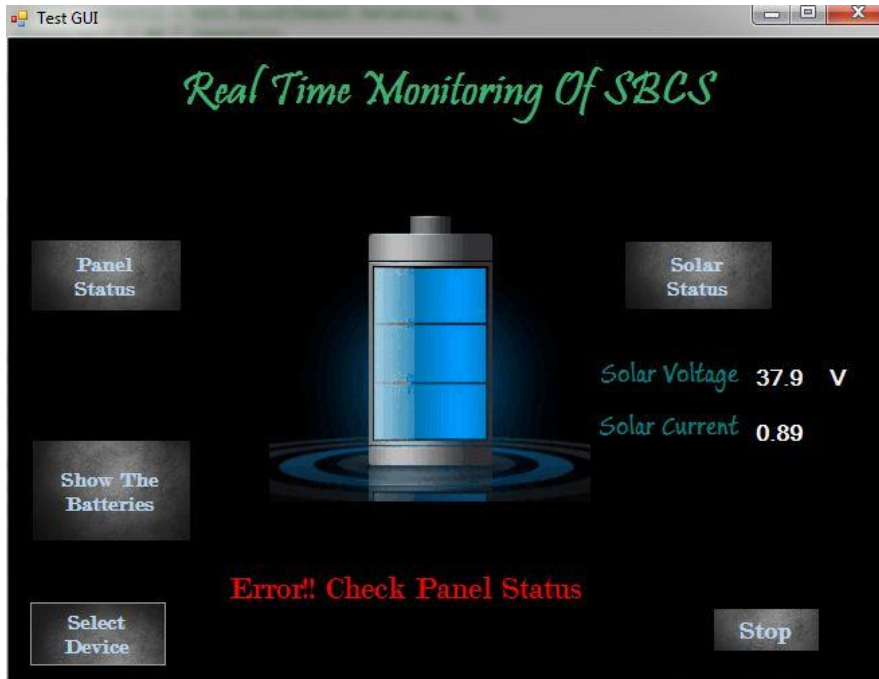 Test GUI
Real Time Monitoring Of SBCS
Panel
Status
Solar
Status
Solar Voltage 37.9 V
Solar Current 0.89
Show The
Batteries
Error!! Check Panel Status
Select
Device
Stop